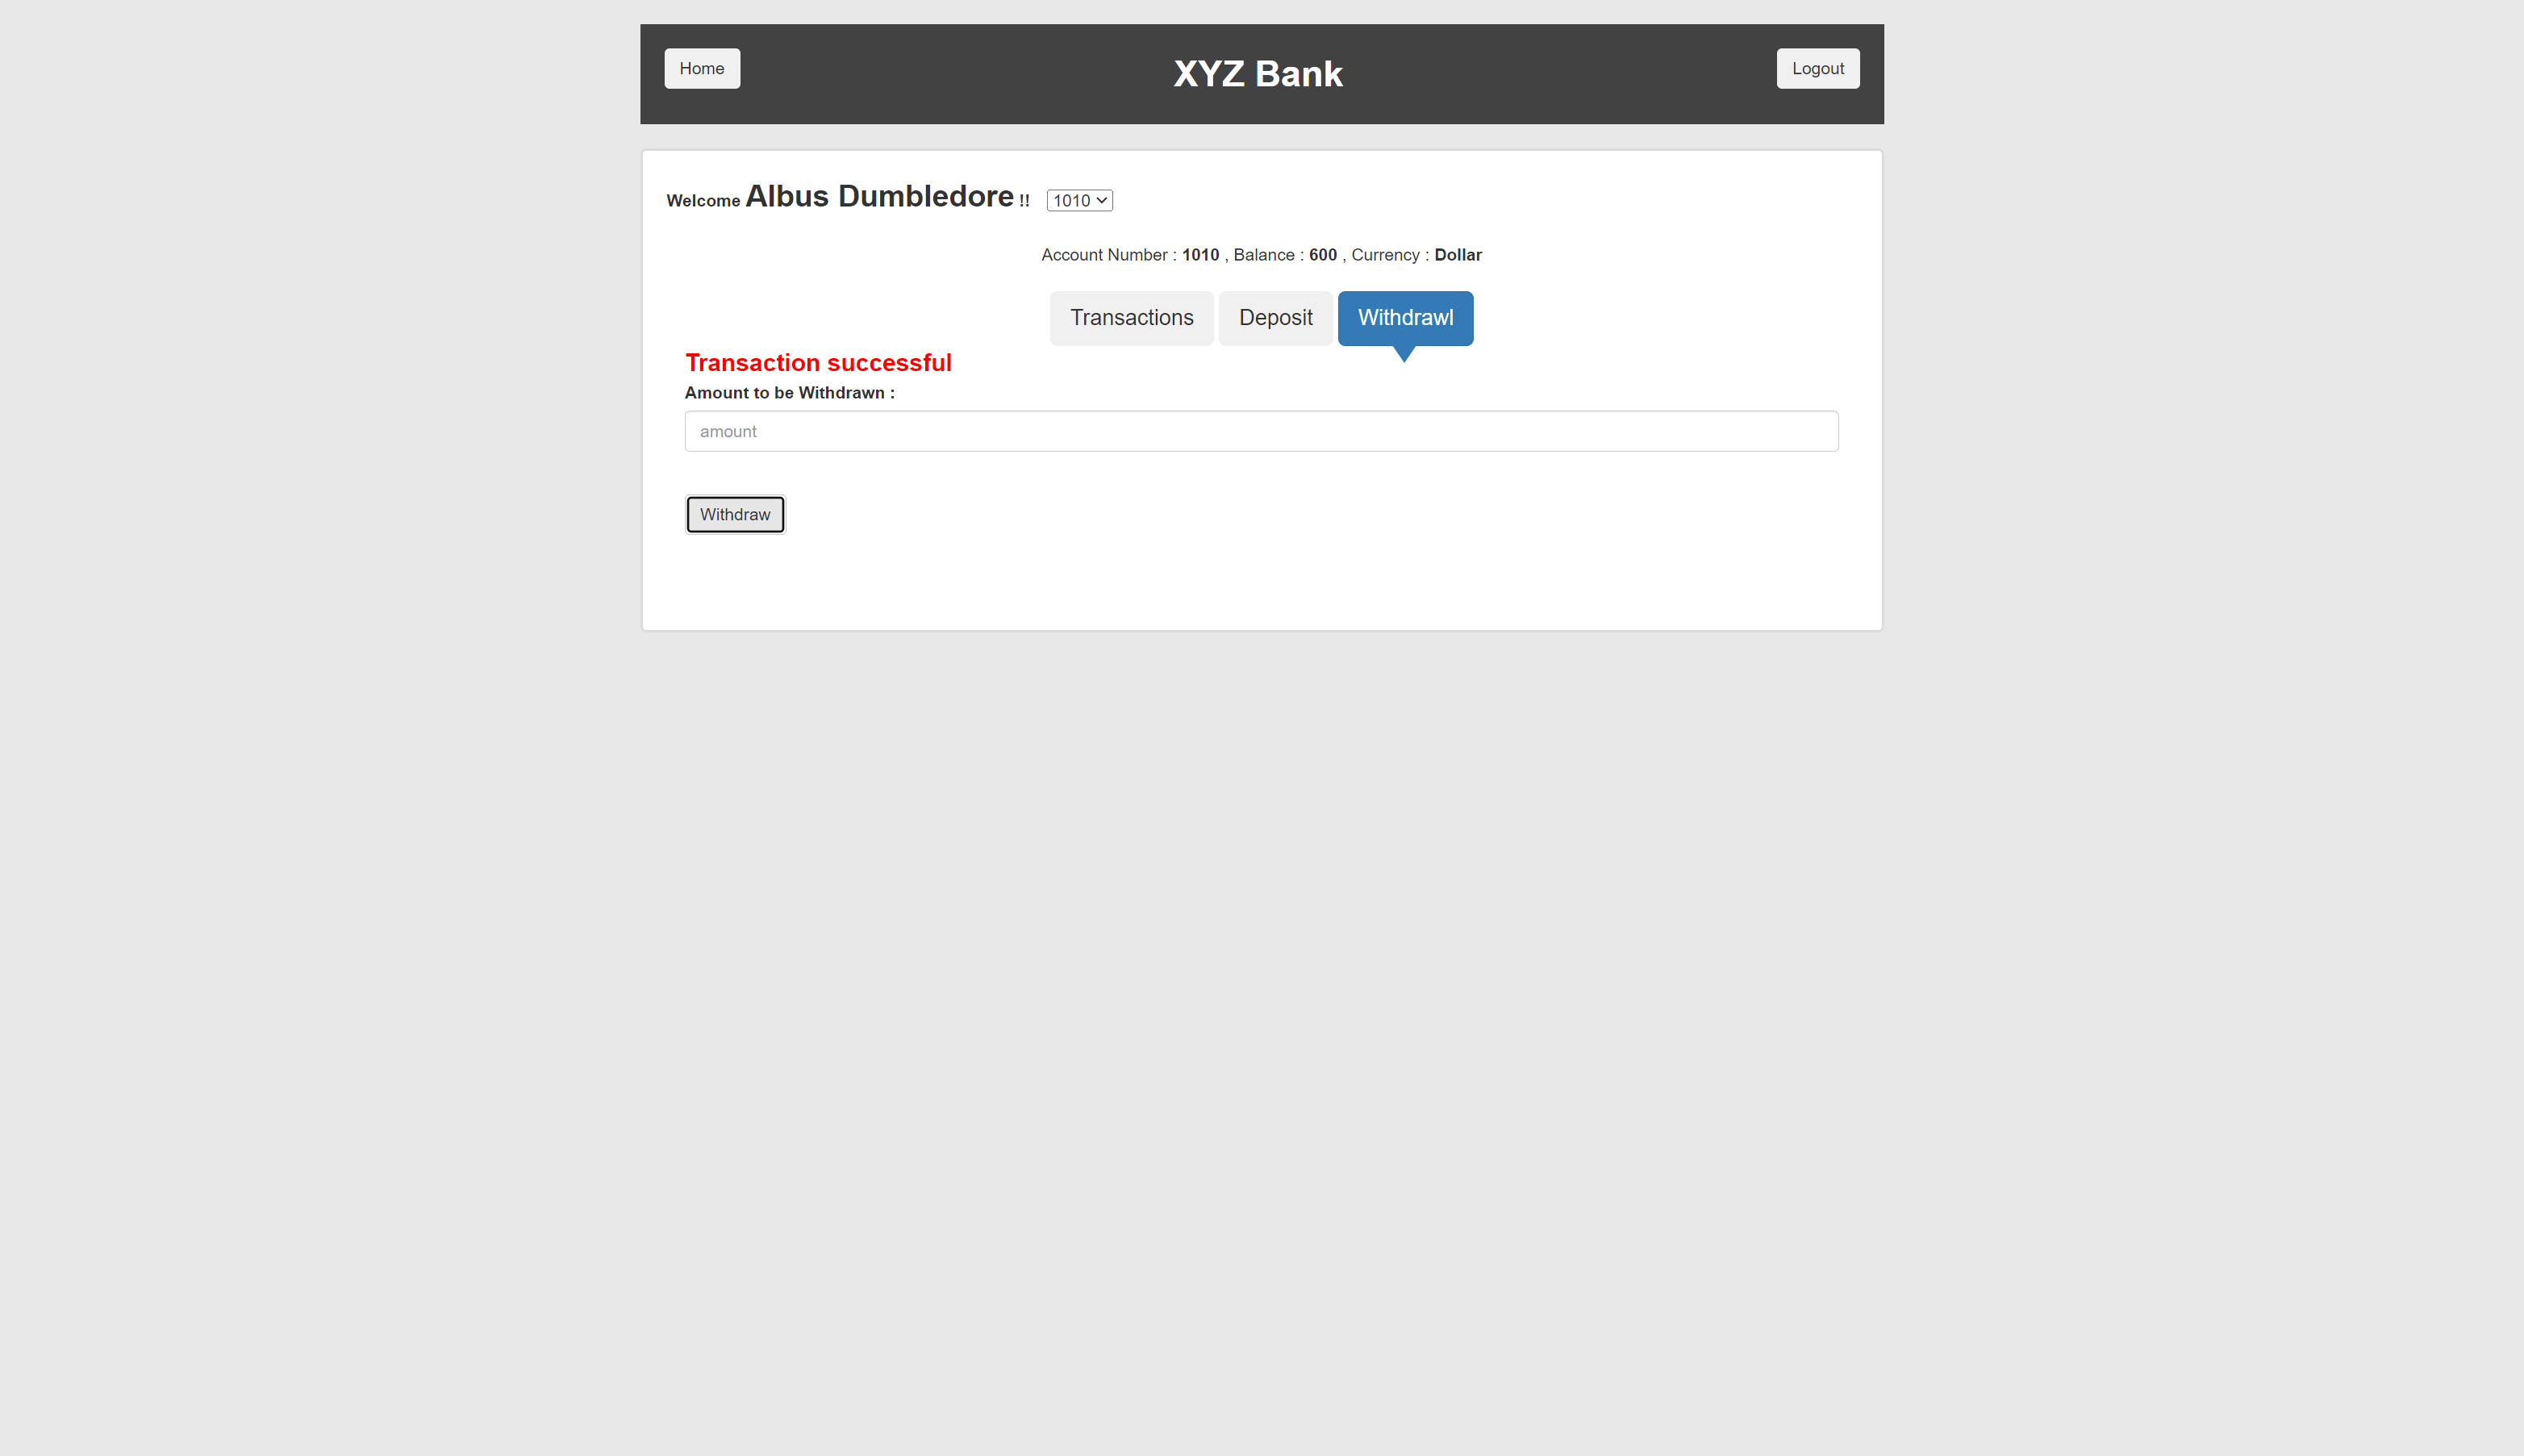 Home
XYZ Bank
Logout
Welcome Albus Dumbledore !! 1010
Account Number : 1010 , Balance : 600 , Currency : Dollar
Transactions Deposit Withdrawl
Transaction successful
Amount to be Withdrawn :
amount
Withdraw